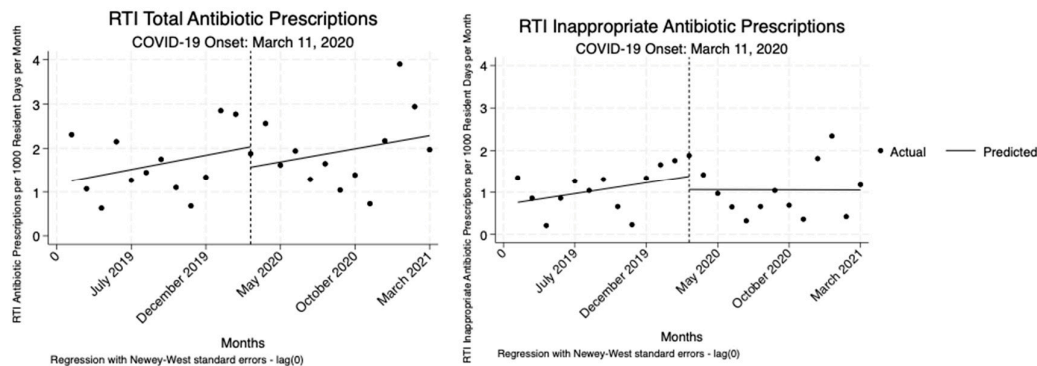 RTI Total Antibiotic Prescriptions
COVID-19 Onset: March 11, 2020
RTI Antibiotic Prescriptions per 1000 Resident Days per Month
4
3
2
1
0
0
July 2019
December 2019
May 2020
October 2020
March 2021
Months
Regression with Newey-West standard errors - lag(0)
RTI Inappropriate Antibiotic Prescriptions
COVID-19 Onset: March 11, 2020
RTI Inappropriate Antibiotic Prescriptions per 1000 Resident Days per Month
4
3
2
1
0
0
July 2019
December 2019
May 2020
October 2020
March 2021
Months
Regression with Newey-West standard errors - lag(0)
Actual Predicted